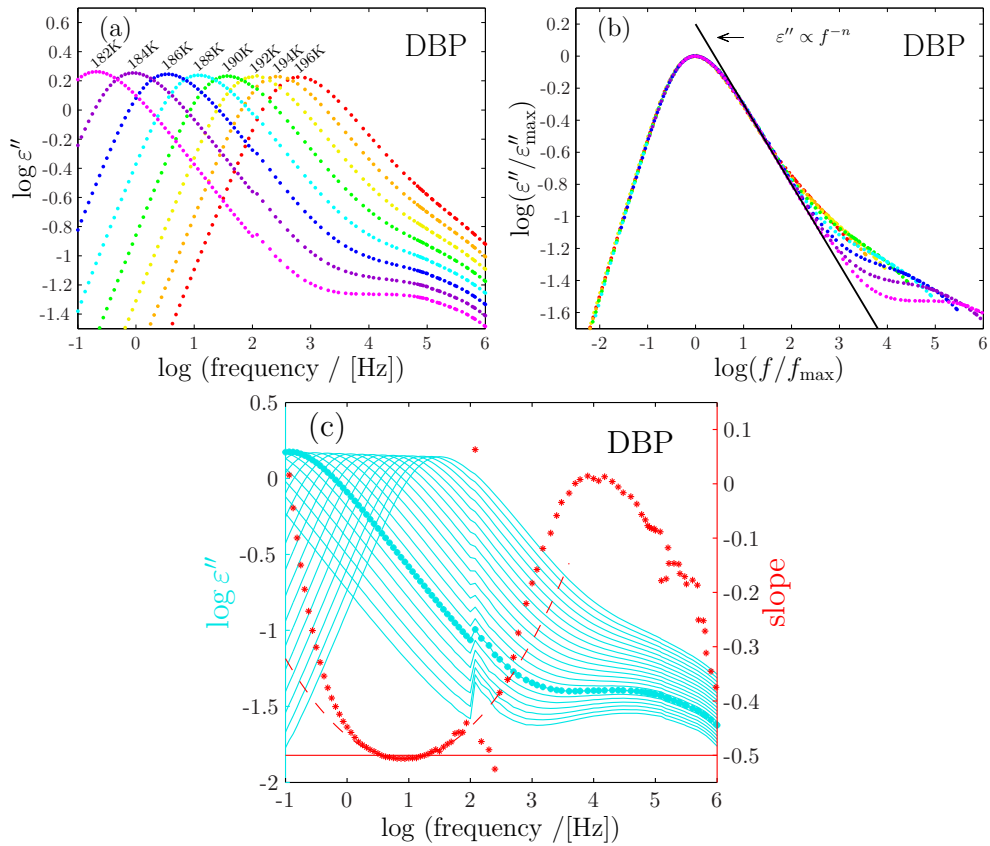 (a)
DBP
182K
184K
186K
188K
190K
192K
194K
196K
0.6
0.4
0.2
0
-0.2
-0.4
-0.6
-0.8
-1
-1.2
-1.4
log ε″
-1 0 1 2 3 4 5 6
log (frequency / [Hz])
(b)
ε″ ∝ f⁻ⁿ
DBP
0.2
0.0
-0.2
-0.4
-0.6
-0.8
-1.0
-1.2
-1.4
-1.6
log(ε″/ε″max)
-2 -1 0 1 2 3 4 5 6
log(f/fmax)
(c)
DBP
0.5
0
-0.5
-1
-1.5
-2
log ε″
0.1
0
-0.1
-0.2
-0.3
-0.4
-0.5
slope
-1 0 1 2 3 4 5 6
log (frequency /[Hz])